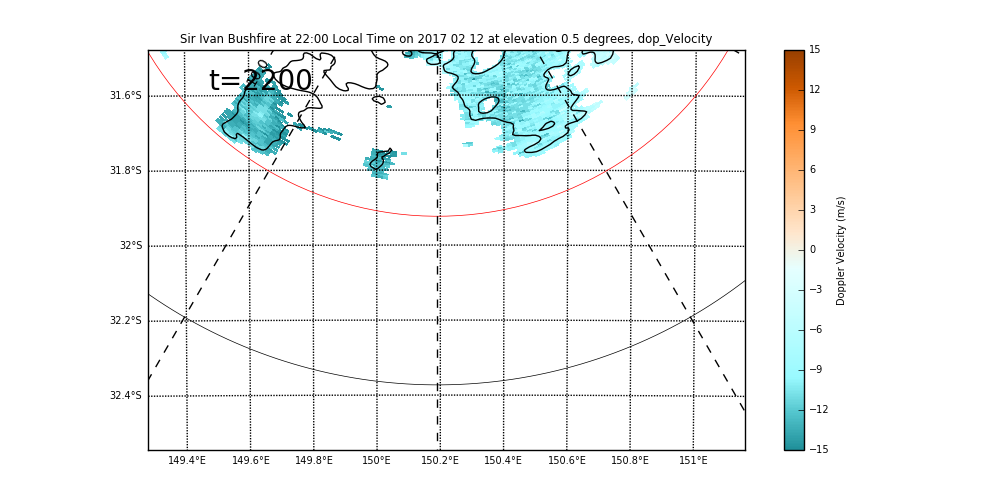 Sir Ivan Bushfire at 22:00 Local Time on 2017 02 12 at elevation 0.5 degrees, dop_Velocity
t=2200
31.6°S
31.8°S
32°S
32.2°S
32.4°S
149.4°E 149.6°E 149.8°E 150°E 150.2°E 150.4°E 150.6°E 150.8°E 151°E
15
12
9
6
3
0
−3
−6
−9
−12
−15
Doppler Velocity (m/s)